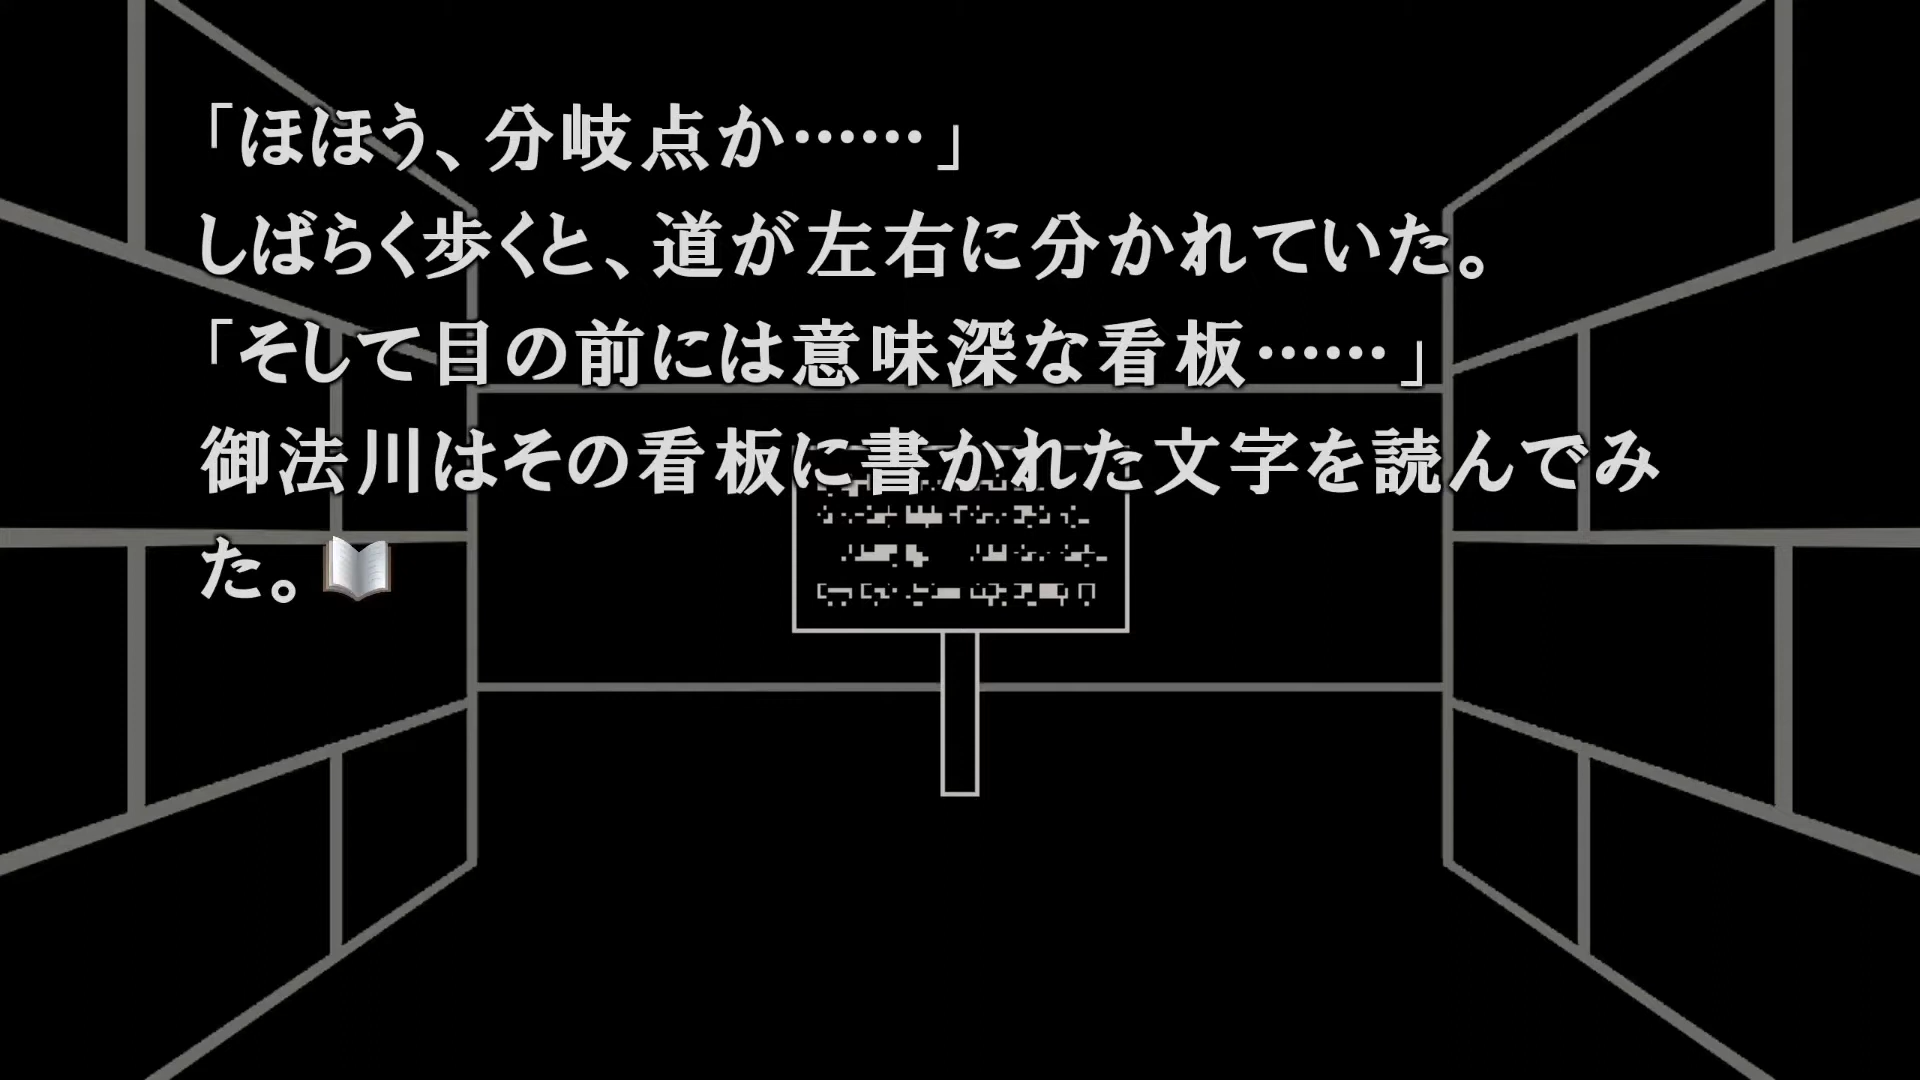 「ほほう、分岐点か……」
しばらく歩くと、道が左右に分かれていた。
「そして目の前には意味深な看板……」
御法川はその看板に書かれた文字を読んでみ
た。